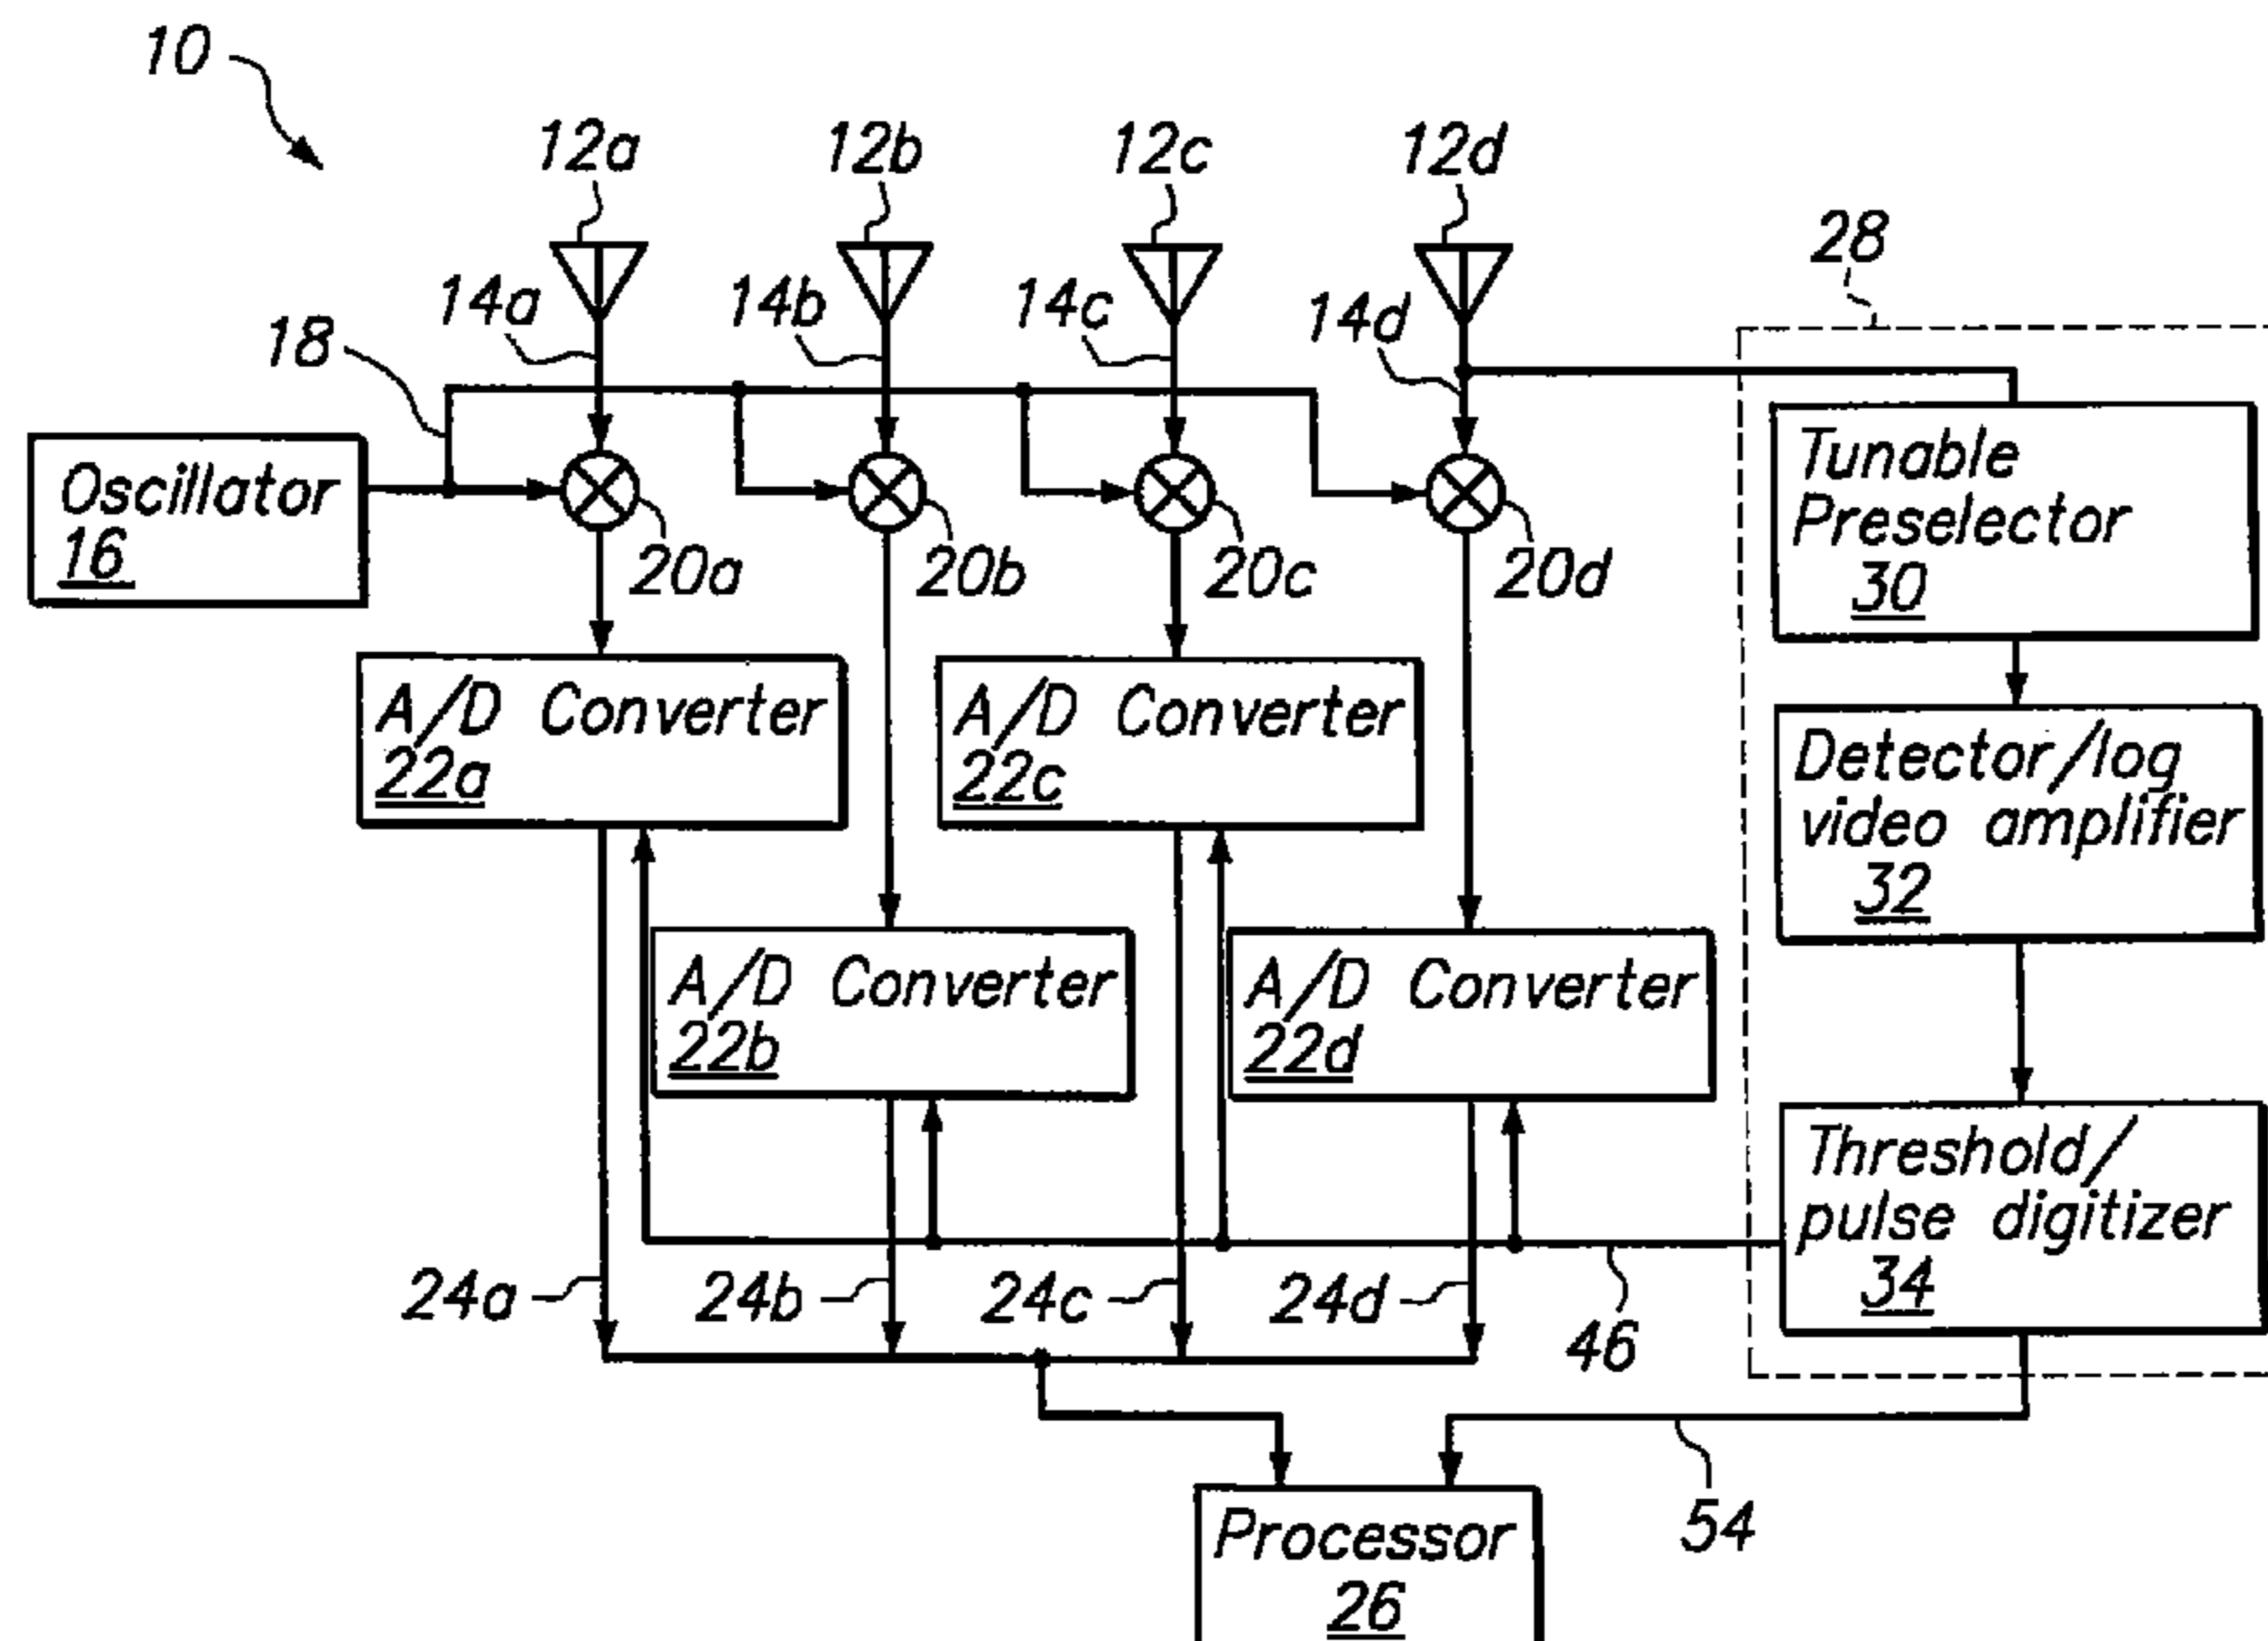 10
12a 12b 12c 12d
28
14a 14b 14c 14d
18
Oscillator
16
20a 20b 20c 20d
Tunable
Preselector
30
A/D Converter
22a
A/D Converter
22c
Detector/log
video amplifier
32
A/D Converter
22b
A/D Converter
22d
Threshold/
pulse digitizer
34
24a 24b 24c 24d
46
54
Processor
26